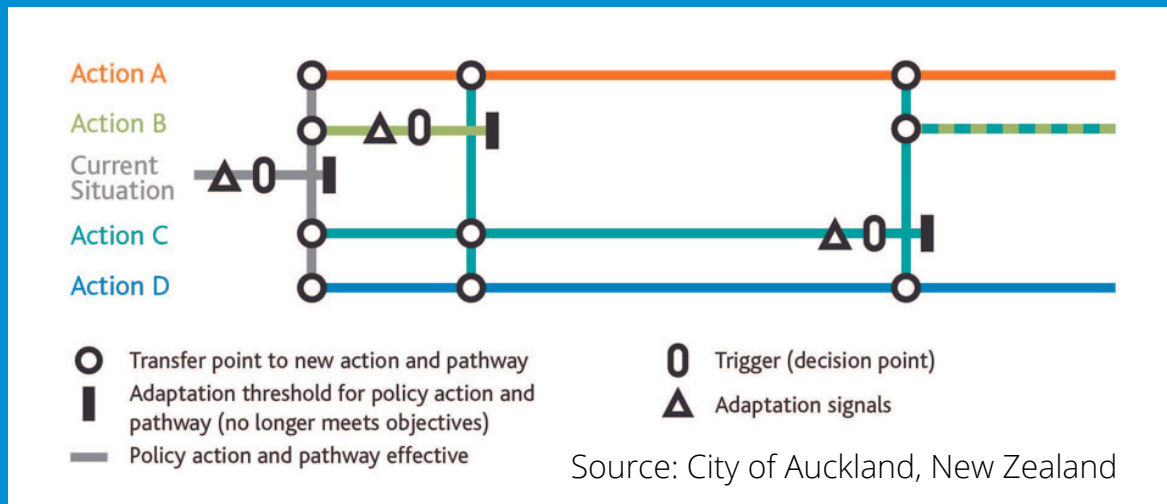 Action A
Action B
Current
Situation
Action C
Action D
Transfer point to new action and pathway
Adaptation threshold for policy action and
pathway (no longer meets objectives)
Policy action and pathway effective
Trigger (decision point)
Adaptation signals
Source: City of Auckland, New Zealand